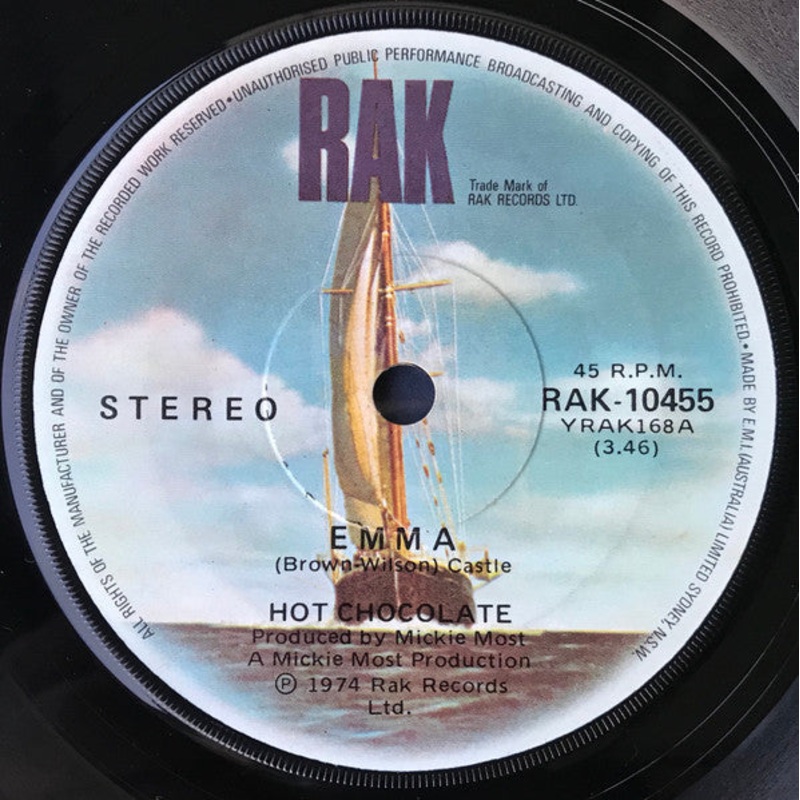 ALL RIGHTS OF THE MANUFACTURER AND OF THE OWNER OF THE RECORDED WORK RESERVED•UNAUTHORISED PUBLIC PERFORMANCE BROADCASTING AND COPYING OF THIS RECORD PROHIBITED.• MADE BY E.M.I. (AUSTRALIA) LIMITED SYDNEY, N.S.W.
RAK
Trade Mark of
RAK RECORDS LTD.
STEREO
45 R.P.M.
RAK-10455
YRAK168A
(3.46)
EMMA
(Brown-Wilson) Castle
HOT CHOCOLATE
Produced by Mickie Most
A Mickie Most Production
Ⓟ 1974 Rak Records
Ltd.